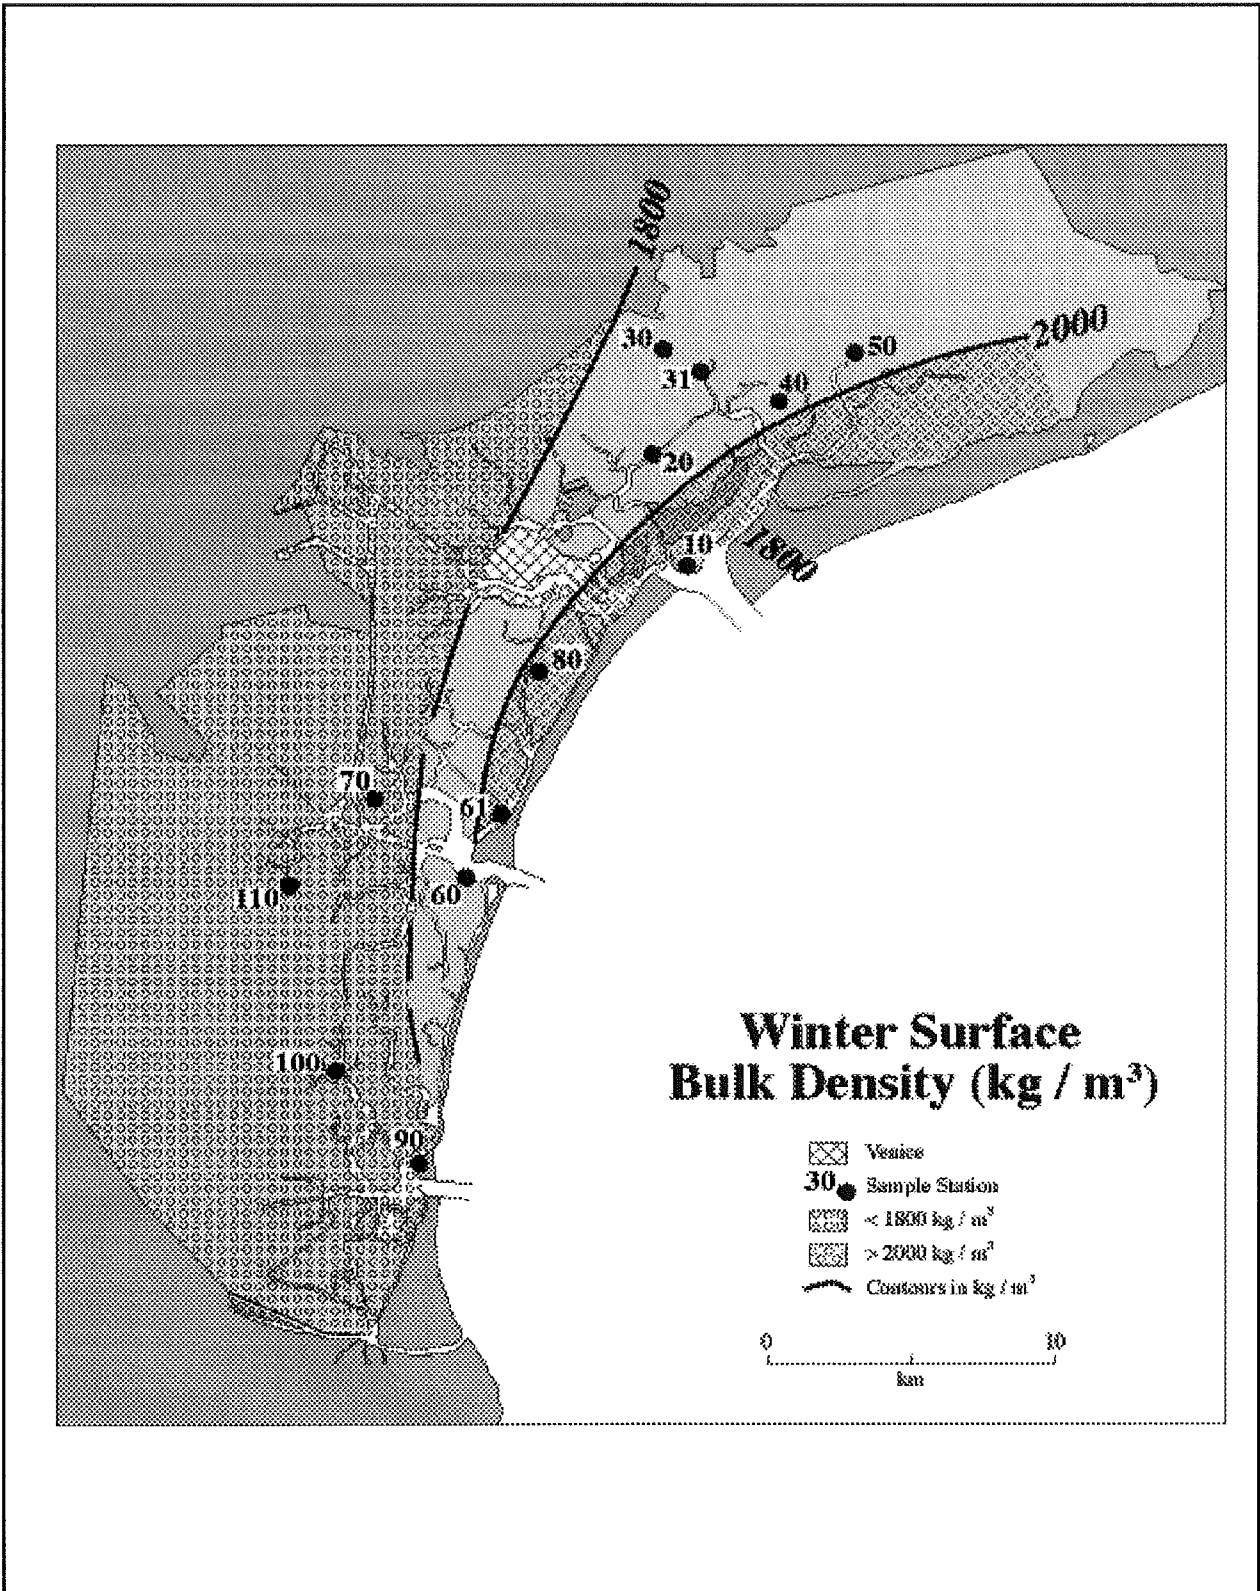 1800
2000
30
50
31
40
20
10
1800
80
70
61
110
60
100
90
Winter Surface
Bulk Density (kg / m³)
Venice
30 Sample Station
< 1800 kg / m³
> 2000 kg / m³
Contours in kg / m³
0 10
km